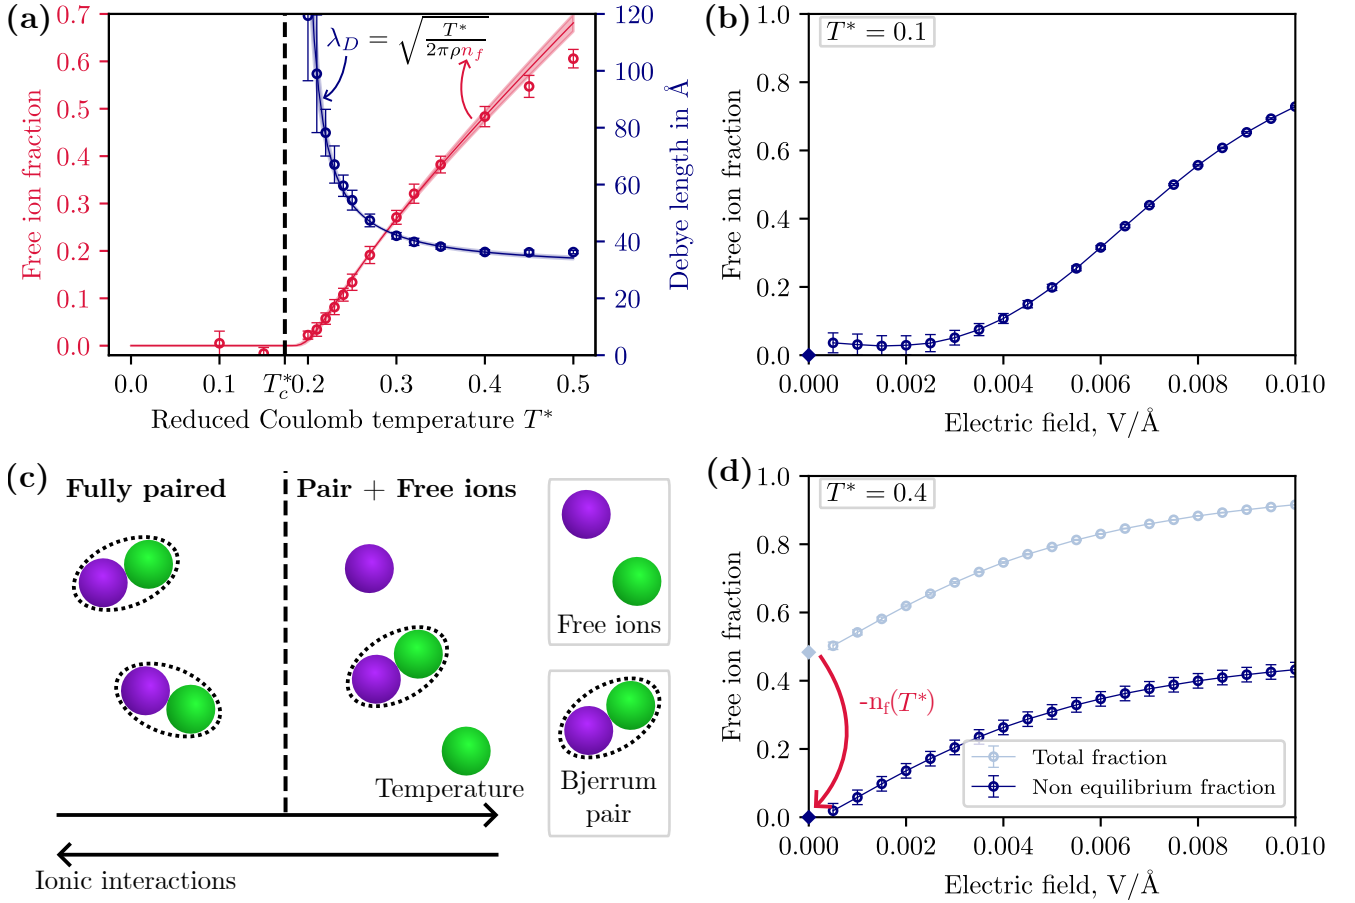 (a)
0.7
0.6
0.5
0.4
0.3
0.2
0.1
0.0
Free ion fraction
λ_D = √(T*/(2πρn_f))
120
100
80
60
40
20
0
Debye length in Å
0.0 0.1 T_c* 0.2 0.3 0.4 0.5
Reduced Coulomb temperature T*
(b)
T* = 0.1
1.0
0.8
0.6
0.4
0.2
0.0
Free ion fraction
0.000 0.002 0.004 0.006 0.008 0.010
Electric field, V/Å
(c)
Fully paired
Pair + Free ions
Free ions
Bjerrum
pair
Temperature
Ionic interactions
(d)
T* = 0.4
1.0
0.8
0.6
0.4
0.2
0.0
Free ion fraction
-n_f(T*)
Total fraction
Non equilibrium fraction
0.000 0.002 0.004 0.006 0.008 0.010
Electric field, V/Å